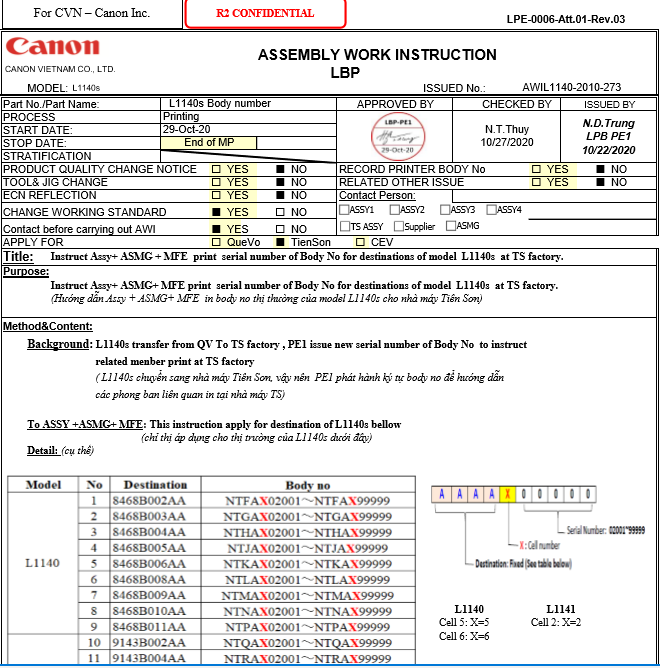 For CVN – Canon Inc.
R2 CONFIDENTIAL
LPE-0006-Att.01-Rev.03
Canon
CANON VIETNAM CO., LTD.
ASSEMBLY WORK INSTRUCTION
LBP
MODEL: L1140s
ISSUED No.: AWIL1140-2010-273
Part No./Part Name: L1140s Body number APPROVED BY CHECKED BY ISSUED BY
PROCESS Printing
START DATE: 29-Oct-20
STOP DATE: End of MP
STRATIFICATION
LBP-PE1
29-Oct-20
N.T.Thuy
10/27/2020
N.D.Trung
LPB PE1
10/22/2020
PRODUCT QUALITY CHANGE NOTICE □ YES ■ NO RECORD PRINTER BODY No □ YES ■ NO
TOOL& JIG CHANGE □ YES ■ NO RELATED OTHER ISSUE □ YES ■ NO
ECN REFLECTION □ YES ■ NO Contact Person:
CHANGE WORKING STANDARD ■ YES □ NO □ASSY1 □ASSY2 □ASSY3 □ASSY4
Contact before carrying out AWI ■ YES □ NO □TS ASSY □Supplier □ASMG
APPLY FOR □ QueVo ■ TienSon □ CEV
Title: Instruct Assy+ ASMG + MFE print serial number of Body No for destinations of model L1140s at TS factory.
Purpose:
Instruct Assy+ ASMG+ MFE print serial number of Body No for destinations of model L1140s at TS factory.
(Hướng dẫn Assy + ASMG+ MFE in body no thị thường của model L1140s cho nhà máy Tiên Sơn)
Method&Content:
Background: L1140s transfer from QV To TS factory , PE1 issue new serial number of Body No to instruct
related menber print at TS factory
( L1140s chuyển sang nhà máy Tiên Sơn, vậy nên PE1 phát hành ký tự body no để hướng dẫn
các phong ban liên quan in tại nhà máy TS)
To ASSY +ASMG+ MFE: This instruction apply for destination of L1140s bellow
(chỉ thị áp dụng cho thị trường của L1140s dưới đây)
Detail: (cụ thể)
Model No Destination Body no
L1140
1 8468B002AA NTFAX02001～NTFAX99999
2 8468B003AA NTGAX02001～NTGAX99999
3 8468B004AA NTHAX02001～NTHAX99999
4 8468B005AA NTJAX02001～NTJAX99999
5 8468B006AA NTKAX02001～NTKAX99999
6 8468B008AA NTLAX02001～NTLAX99999
7 8468B009AA NTMAX02001～NTMAX99999
8 8468B010AA NTNAX02001～NTNAX99999
9 8468B011AA NTPAX02001～NTPAX99999
10 9143B002AA NTQAX02001～NTQAX99999
11 9143B004AA NTRAX02001～NTRAX99999
A A A A X 0 0 0 0 0
Serial Number: 02001~99999
X : Cell number
Destination: Fixed (See table below)
L1140 L1141
Cell 5: X=5 Cell 2: X=2
Cell 6: X=6